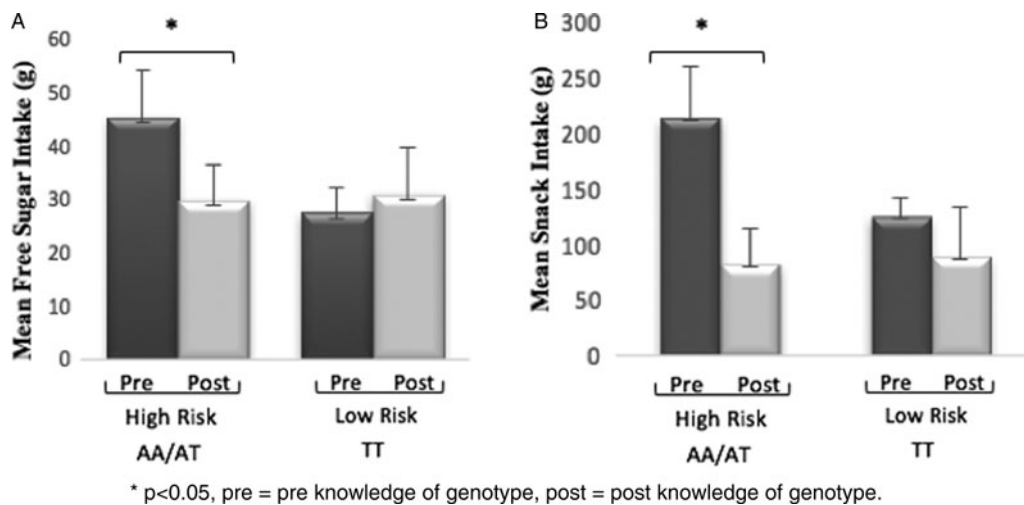 A
*
Mean Free Sugar Intake (g)
60
50
40
30
20
10
0
Pre Post Pre Post
High Risk Low Risk
AA/AT TT
B
*
Mean Snack Intake (g)
300
250
200
150
100
50
0
Pre Post Pre Post
High Risk Low Risk
AA/AT TT
* p<0.05, pre = pre knowledge of genotype, post = post knowledge of genotype.